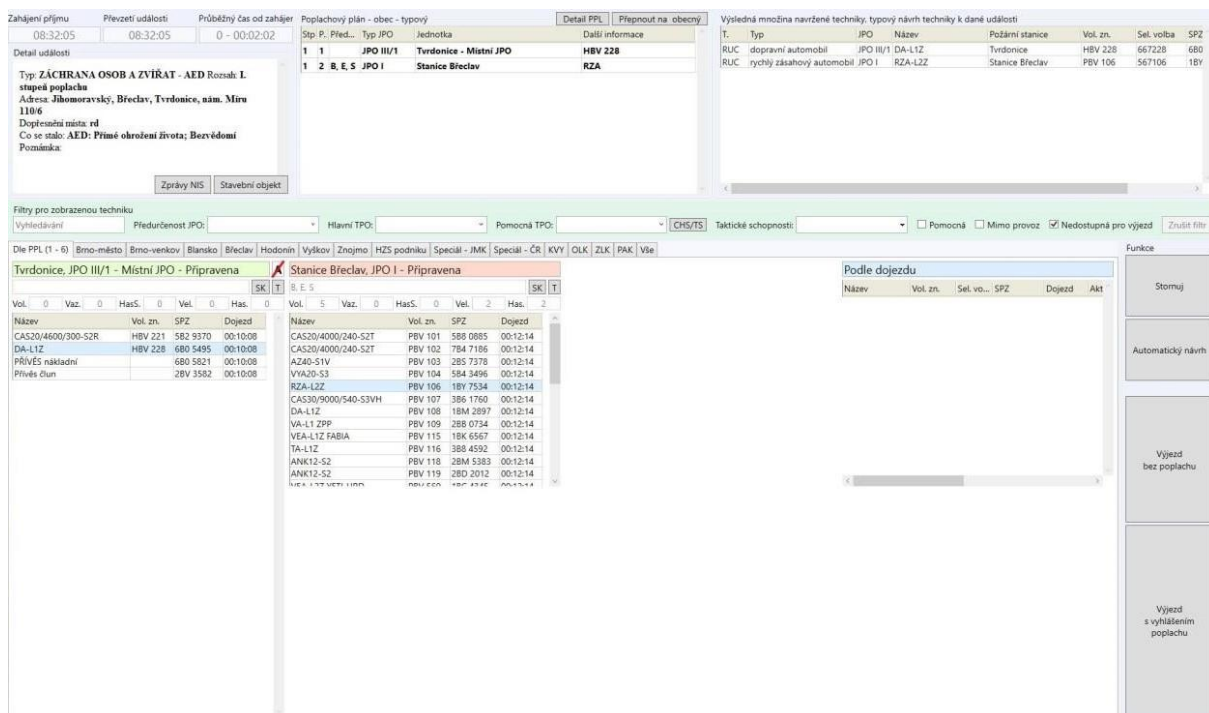 Zahájení příjmu Převzetí události Průběžný čas od zahájer
08:32:05 08:32:05 0 - 00:02:02
Detail události
Typ: ZÁCHRANA OSOB A ZVÍŘAT - AED Rozsah: I.
stupeň poplachu
Adresa: Jihomoravský, Břeclav, Tvrdonice, nám. Míru
110/6
Dopřesnění místa: rd
Co se stalo: AED: Přímé ohrožení života; Bezvědomí
Poznámka:
Zprávy NIS Stavební objekt
Poplachový plán - obec - typový Detail PPL Přepnout na obecný
Stp P. Před... Typ JPO Jednotka Další informace
1 1 JPO III/1 Tvrdonice - Místní JPO HBV 228
1 2 B, E, S JPO I Stanice Břeclav RZA
Výsledná množina navržené techniky. typový návrh techniky k dané události
T. Typ JPO Název Požární stanice Vol. zn. Sel. volba SPZ
RUC dopravní automobil JPO III/1 DA-L1Z Tvrdonice HBV 228 667228 6B0
RUC rychlý zásahový automobil JPO I RZA-L2Z Stanice Břeclav PBV 106 567106 1BY
Filtry pro zobrazenou techniku
Vyhledávání Předurčenost JPO: Hlavní TPO: Pomocná TPO: CHS/TS Taktické schopnosti: Pomocná Mimo provoz Nedostupná pro výjezd Zrušit filtr
Dle PPL (1 - 6) Brno-město Brno-venkov Blansko Břeclav Hodonín Vyškov Znojmo HZS podniku Speciál - JMK Speciál - ČR KVY OLK ZLK PAK Vše
Tvrdonice, JPO III/1 - Místní JPO - Připravena
SK T
Vol. 0 Vaz. 0 HasS. 0 Vel. 0 Has. 0
Název Vol. zn. SPZ Dojezd
CAS20/4600/300-S2R HBV 221 5B2 9370 00:10:08
DA-L1Z HBV 228 6B0 5495 00:10:08
PŘÍVĚS nákladní 6B0 5821 00:10:08
Přívěs člun 2BV 3582 00:10:08
Stanice Břeclav, JPO I - Připravena
B, E, S SK T
Vol. 5 Vaz. 0 HasS. 0 Vel. 2 Has. 2
Název Vol. zn. SPZ Dojezd
CAS20/4000/240-S2T PBV 101 5B8 0885 00:12:14
CAS20/4000/240-S2T PBV 102 7B4 7186 00:12:14
AZ40-S1V PBV 103 2BS 7378 00:12:14
VYA20-S3 PBV 104 5B4 3496 00:12:14
RZA-L2Z PBV 106 1BY 7534 00:12:14
CAS30/9000/540-S3VH PBV 107 3B6 1760 00:12:14
DA-L1Z PBV 108 1BM 2897 00:12:14
VA-L1 ZPP PBV 109 2BB 0734 00:12:14
VEA-L1Z FABIA PBV 115 1BK 6567 00:12:14
TA-L1Z PBV 116 3B8 4592 00:12:14
ANK12-S2 PBV 118 2BM 5383 00:12:14
ANK12-S2 PBV 119 2BD 2012 00:12:14
Podle dojezdu
Název Vol. zn. Sel. vo... SPZ Dojezd Akt
Funkce
Stornuj
Automatický návrh
Výjezd
bez poplachu
Výjezd
s vyhlášením
poplachu